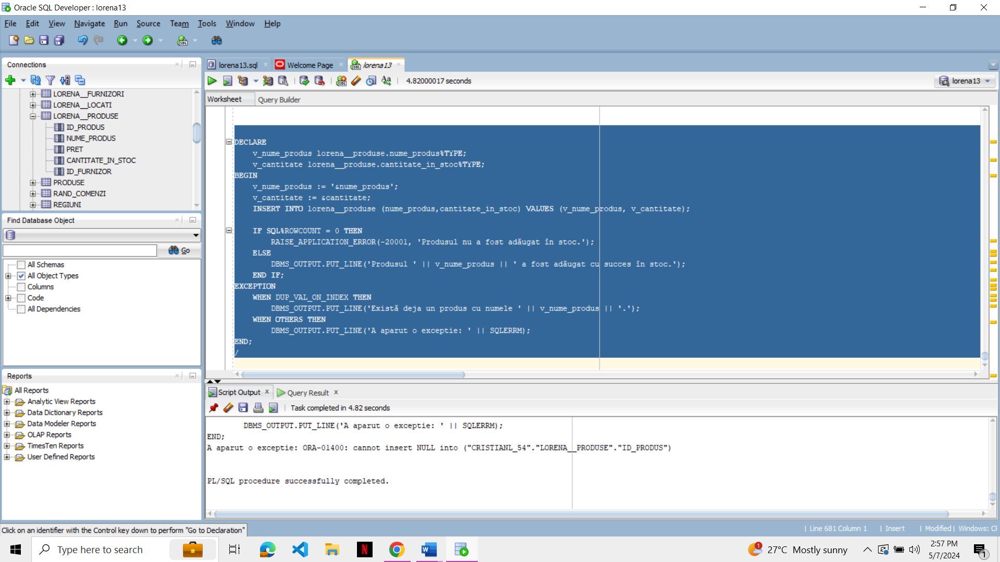 Oracle SQL Developer : lorena13
File Edit View Navigate Run Source Team Tools Window Help
Connections
LORENA__FURNIZORI
LORENA__LOCATI
LORENA__PRODUSE
ID_PRODUS
NUME_PRODUS
PRET
CANTITATE_IN_STOC
ID_FURNIZOR
PRODUSE
RAND_COMENZI
REGIUNI
Find Database Object
Go
All Schemas
All Object Types
Columns
Code
All Dependencies
Reports
All Reports
Analytic View Reports
Data Dictionary Reports
Data Modeler Reports
OLAP Reports
TimesTen Reports
User Defined Reports
lorena13.sql Welcome Page lorena13
4.82000017 seconds
lorena13
Worksheet Query Builder
DECLARE
v_nume_produs lorena__produse.nume_produs%TYPE;
v_cantitate lorena__produse.cantitate_in_stoc%TYPE;
BEGIN
v_nume_produs := '&nume_produs';
v_cantitate := &cantitate;
INSERT INTO lorena__produse (nume_produs,cantitate_in_stoc) VALUES (v_nume_produs, v_cantitate);
IF SQL%ROWCOUNT = 0 THEN
RAISE_APPLICATION_ERROR(-20001, 'Produsul nu a fost adăugat în stoc.');
ELSE
DBMS_OUTPUT.PUT_LINE('Produsul ' || v_nume_produs || ' a fost adăugat cu succes în stoc.');
END IF;
EXCEPTION
WHEN DUP_VAL_ON_INDEX THEN
DBMS_OUTPUT.PUT_LINE('Există deja un produs cu numele ' || v_nume_produs || '.');
WHEN OTHERS THEN
DBMS_OUTPUT.PUT_LINE('A aparut o exceptie: ' || SQLERRM);
END;
/
Script Output Query Result
Task completed in 4.82 seconds
DBMS_OUTPUT.PUT_LINE('A aparut o exceptie: ' || SQLERRM);
END;
A aparut o exceptie: ORA-01400: cannot insert NULL into ("CRISTIANL_54"."LORENA__PRODUSE"."ID_PRODUS")
PL/SQL procedure successfully completed.
Click on an identifier with the Control key down to perform "Go to Declaration"
| Line 681 Column 1 | Insert | Modified | Windows:
Type here to search
27°C Mostly sunny
2:57 PM
5/7/2024